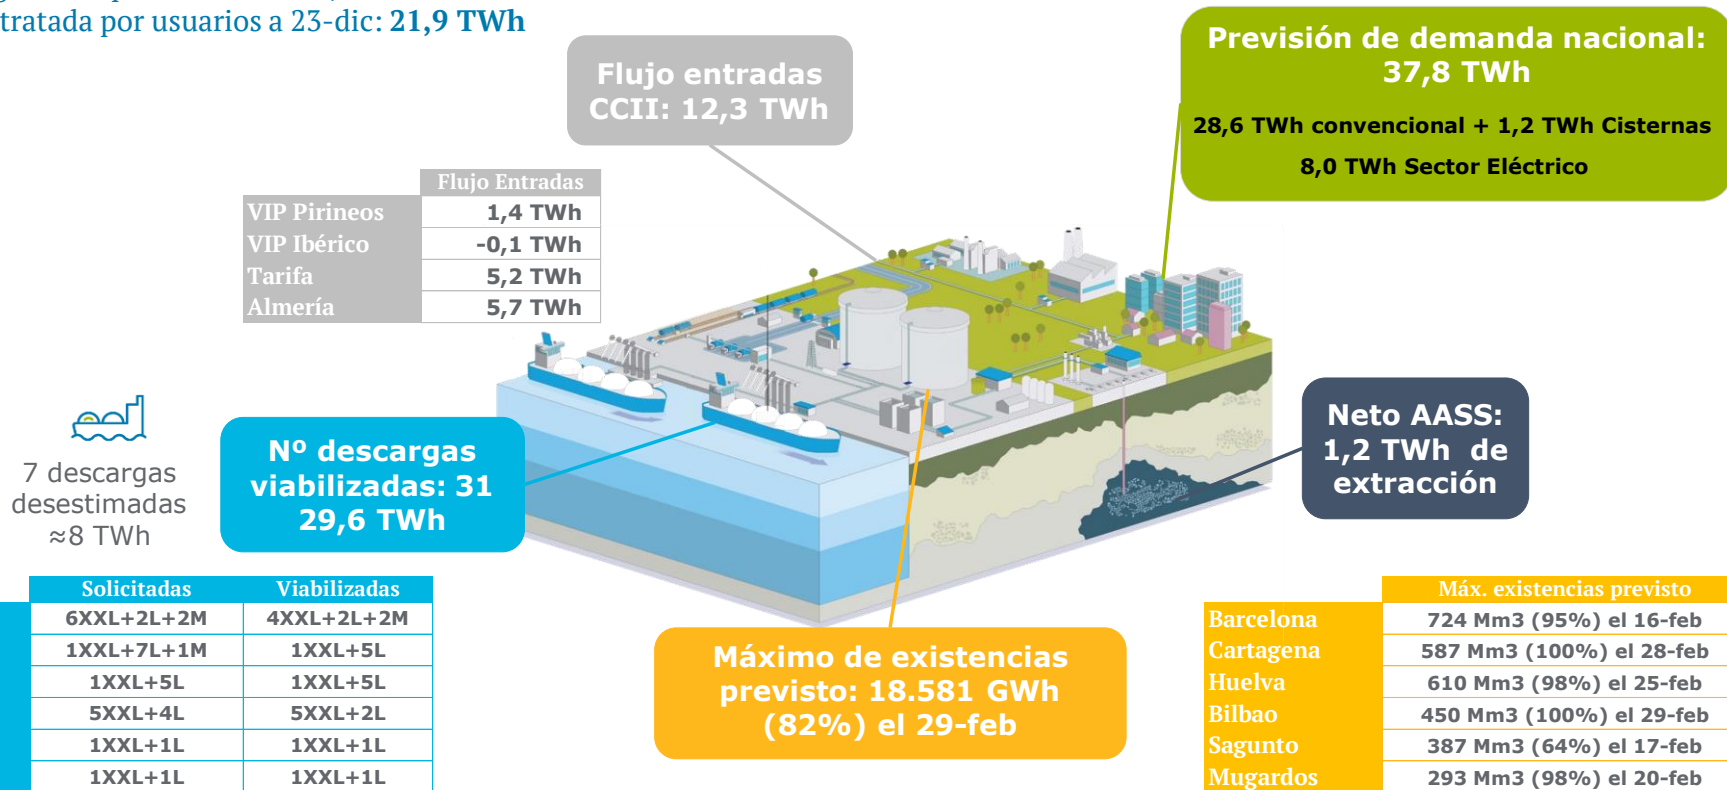 tratada por usuarios a 23-dic: 21,9 TWh
Flujo entradas
CCII: 12,3 TWh
Previsión de demanda nacional:
37,8 TWh
28,6 TWh convencional + 1,2 TWh Cisternas
8,0 TWh Sector Eléctrico
Flujo Entradas
VIP Pirineos 1,4 TWh
VIP Ibérico -0,1 TWh
Tarifa 5,2 TWh
Almería 5,7 TWh
7 descargas
desestimadas
≈8 TWh
Nº descargas
viabilizadas: 31
29,6 TWh
Neto AASS:
1,2 TWh de
extracción
Solicitadas Viabilizadas
6XXL+2L+2M 4XXL+2L+2M
1XXL+7L+1M 1XXL+5L
1XXL+5L 1XXL+5L
5XXL+4L 5XXL+2L
1XXL+1L 1XXL+1L
1XXL+1L 1XXL+1L
Máximo de existencias
previsto: 18.581 GWh
(82%) el 29-feb
Máx. existencias previsto
Barcelona 724 Mm3 (95%) el 16-feb
Cartagena 587 Mm3 (100%) el 28-feb
Huelva 610 Mm3 (98%) el 25-feb
Bilbao 450 Mm3 (100%) el 29-feb
Sagunto 387 Mm3 (64%) el 17-feb
Mugardos 293 Mm3 (98%) el 20-feb